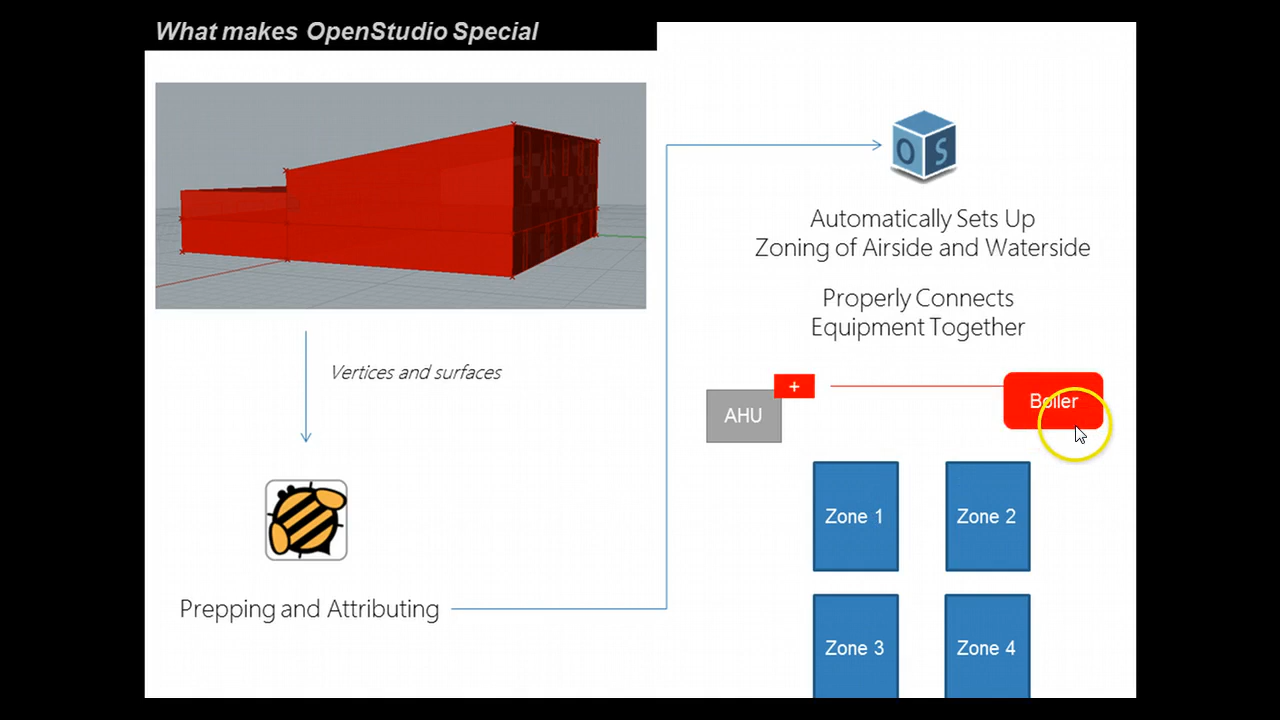 What makes OpenStudio Special
Vertices and surfaces
Prepping and Attributing
OS
Automatically Sets Up
Zoning of Airside and Waterside
Properly Connects
Equipment Together
+
AHU
Boiler
Zone 1
Zone 2
Zone 3
Zone 4